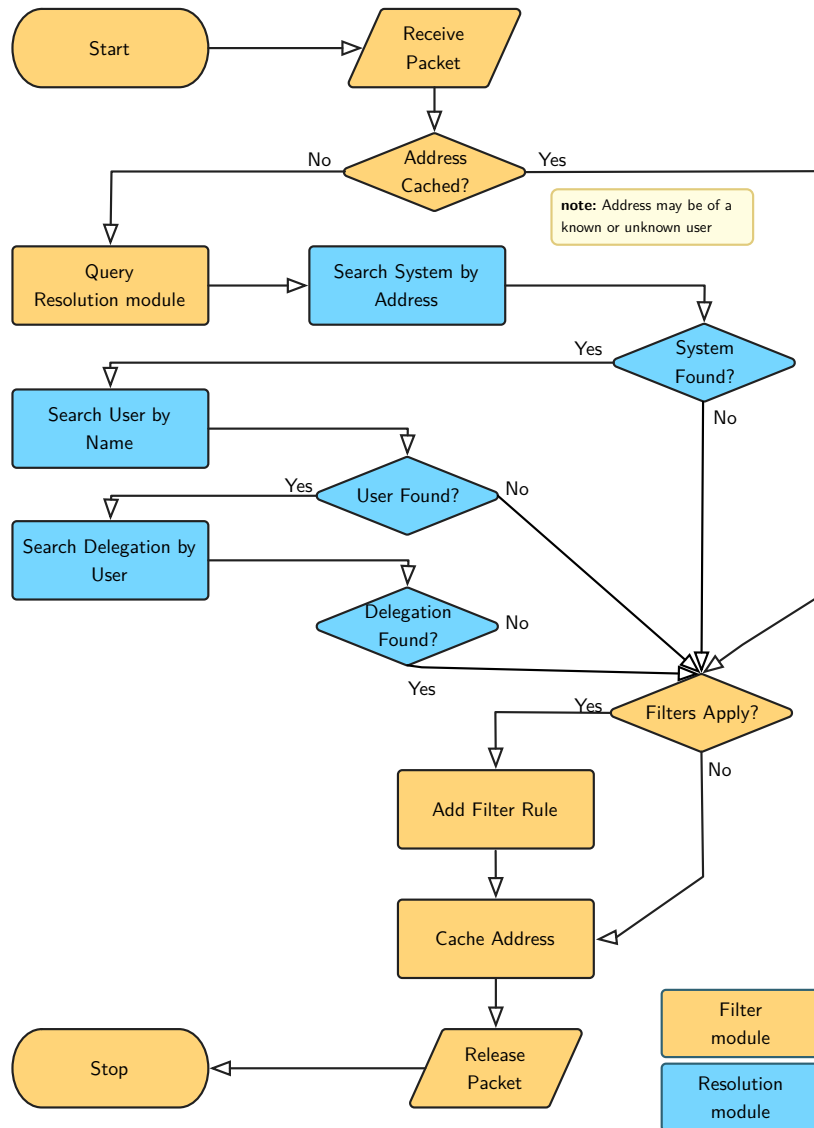 Start
Receive
Packet
Address
Cached?
No
Yes
note: Address may be of a
known or unknown user
Query
Resolution module
Search System by
Address
System
Found?
Yes
No
Search User by
Name
User Found?
Yes
No
Search Delegation by
User
Delegation
Found?
No
Yes
Filters Apply?
Yes
No
Add Filter Rule
Cache Address
Release
Packet
Stop
Filter
module
Resolution
module